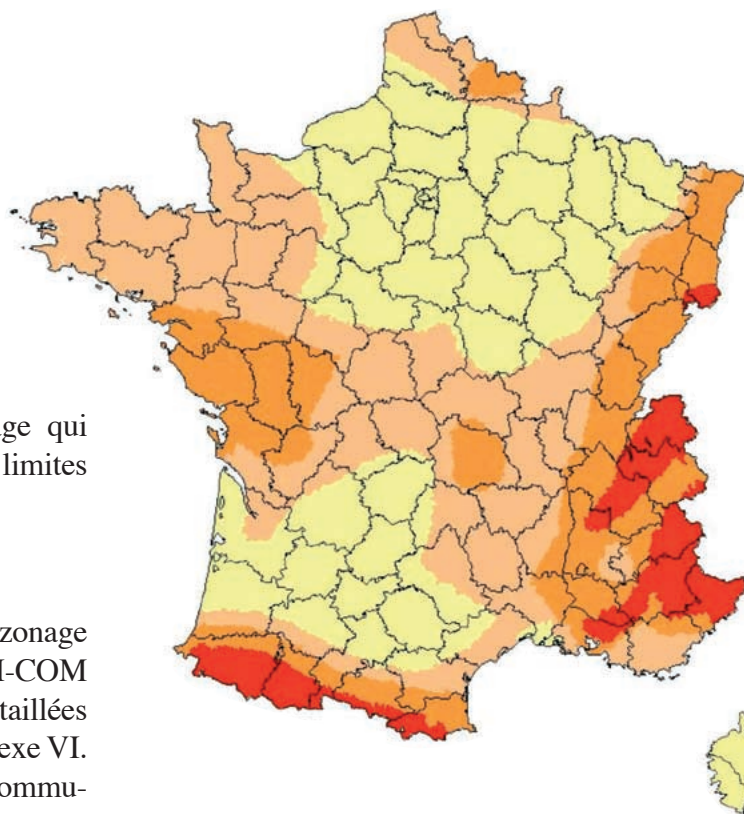 ge qui
limites
zonage
I-COM
taillées
exe VI.
ommu-